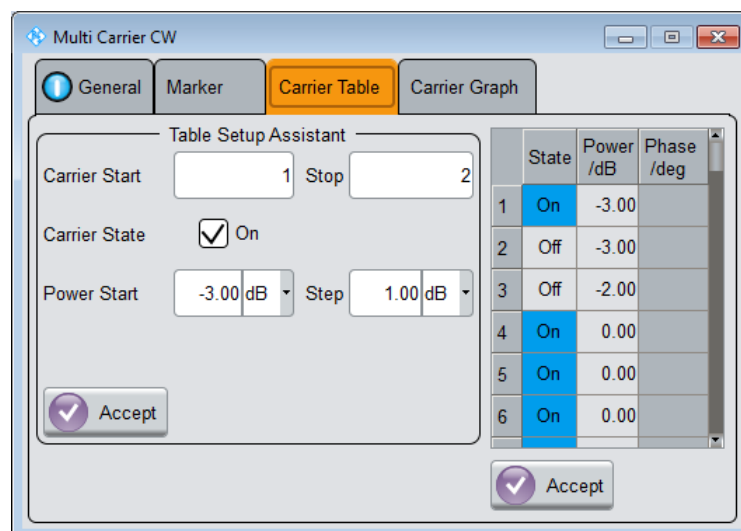 Multi Carrier CW
General Marker Carrier Table Carrier Graph
Table Setup Assistant
Carrier Start 1 Stop 2
Carrier State On
Power Start -3.00 dB Step 1.00 dB
Accept
State Power /dB Phase /deg
1 On -3.00
2 Off -3.00
3 Off -2.00
4 On 0.00
5 On 0.00
6 On 0.00
Accept